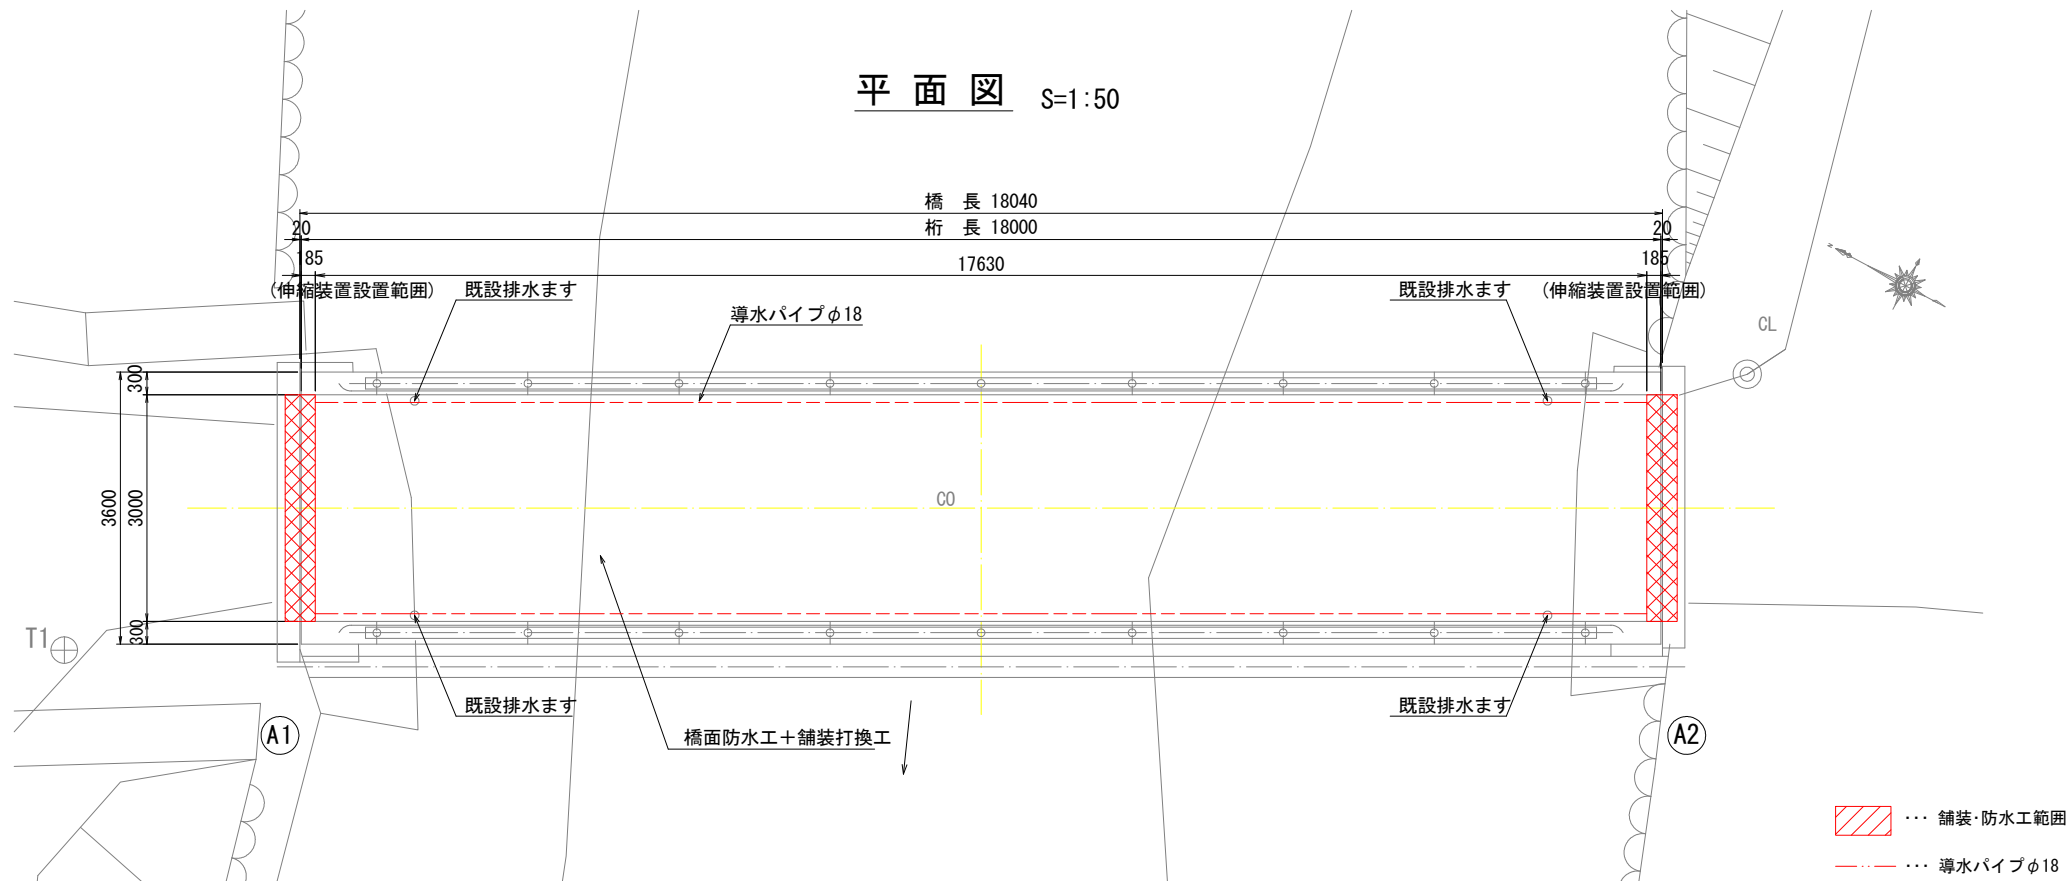 平 面 図 S=1:50
橋 長 18040
20 桁 長 18000 20
185 17630 185
(伸縮装置設置範囲) 既設排水ます 既設排水ます (伸縮装置設置範囲)
導水パイプφ18
CL
300
3600 3000 CO
300
T1
既設排水ます 既設排水ます
A1 橋面防水工+舗装打換工 A2
… 舗装・防水工範囲
… 導水パイプφ18